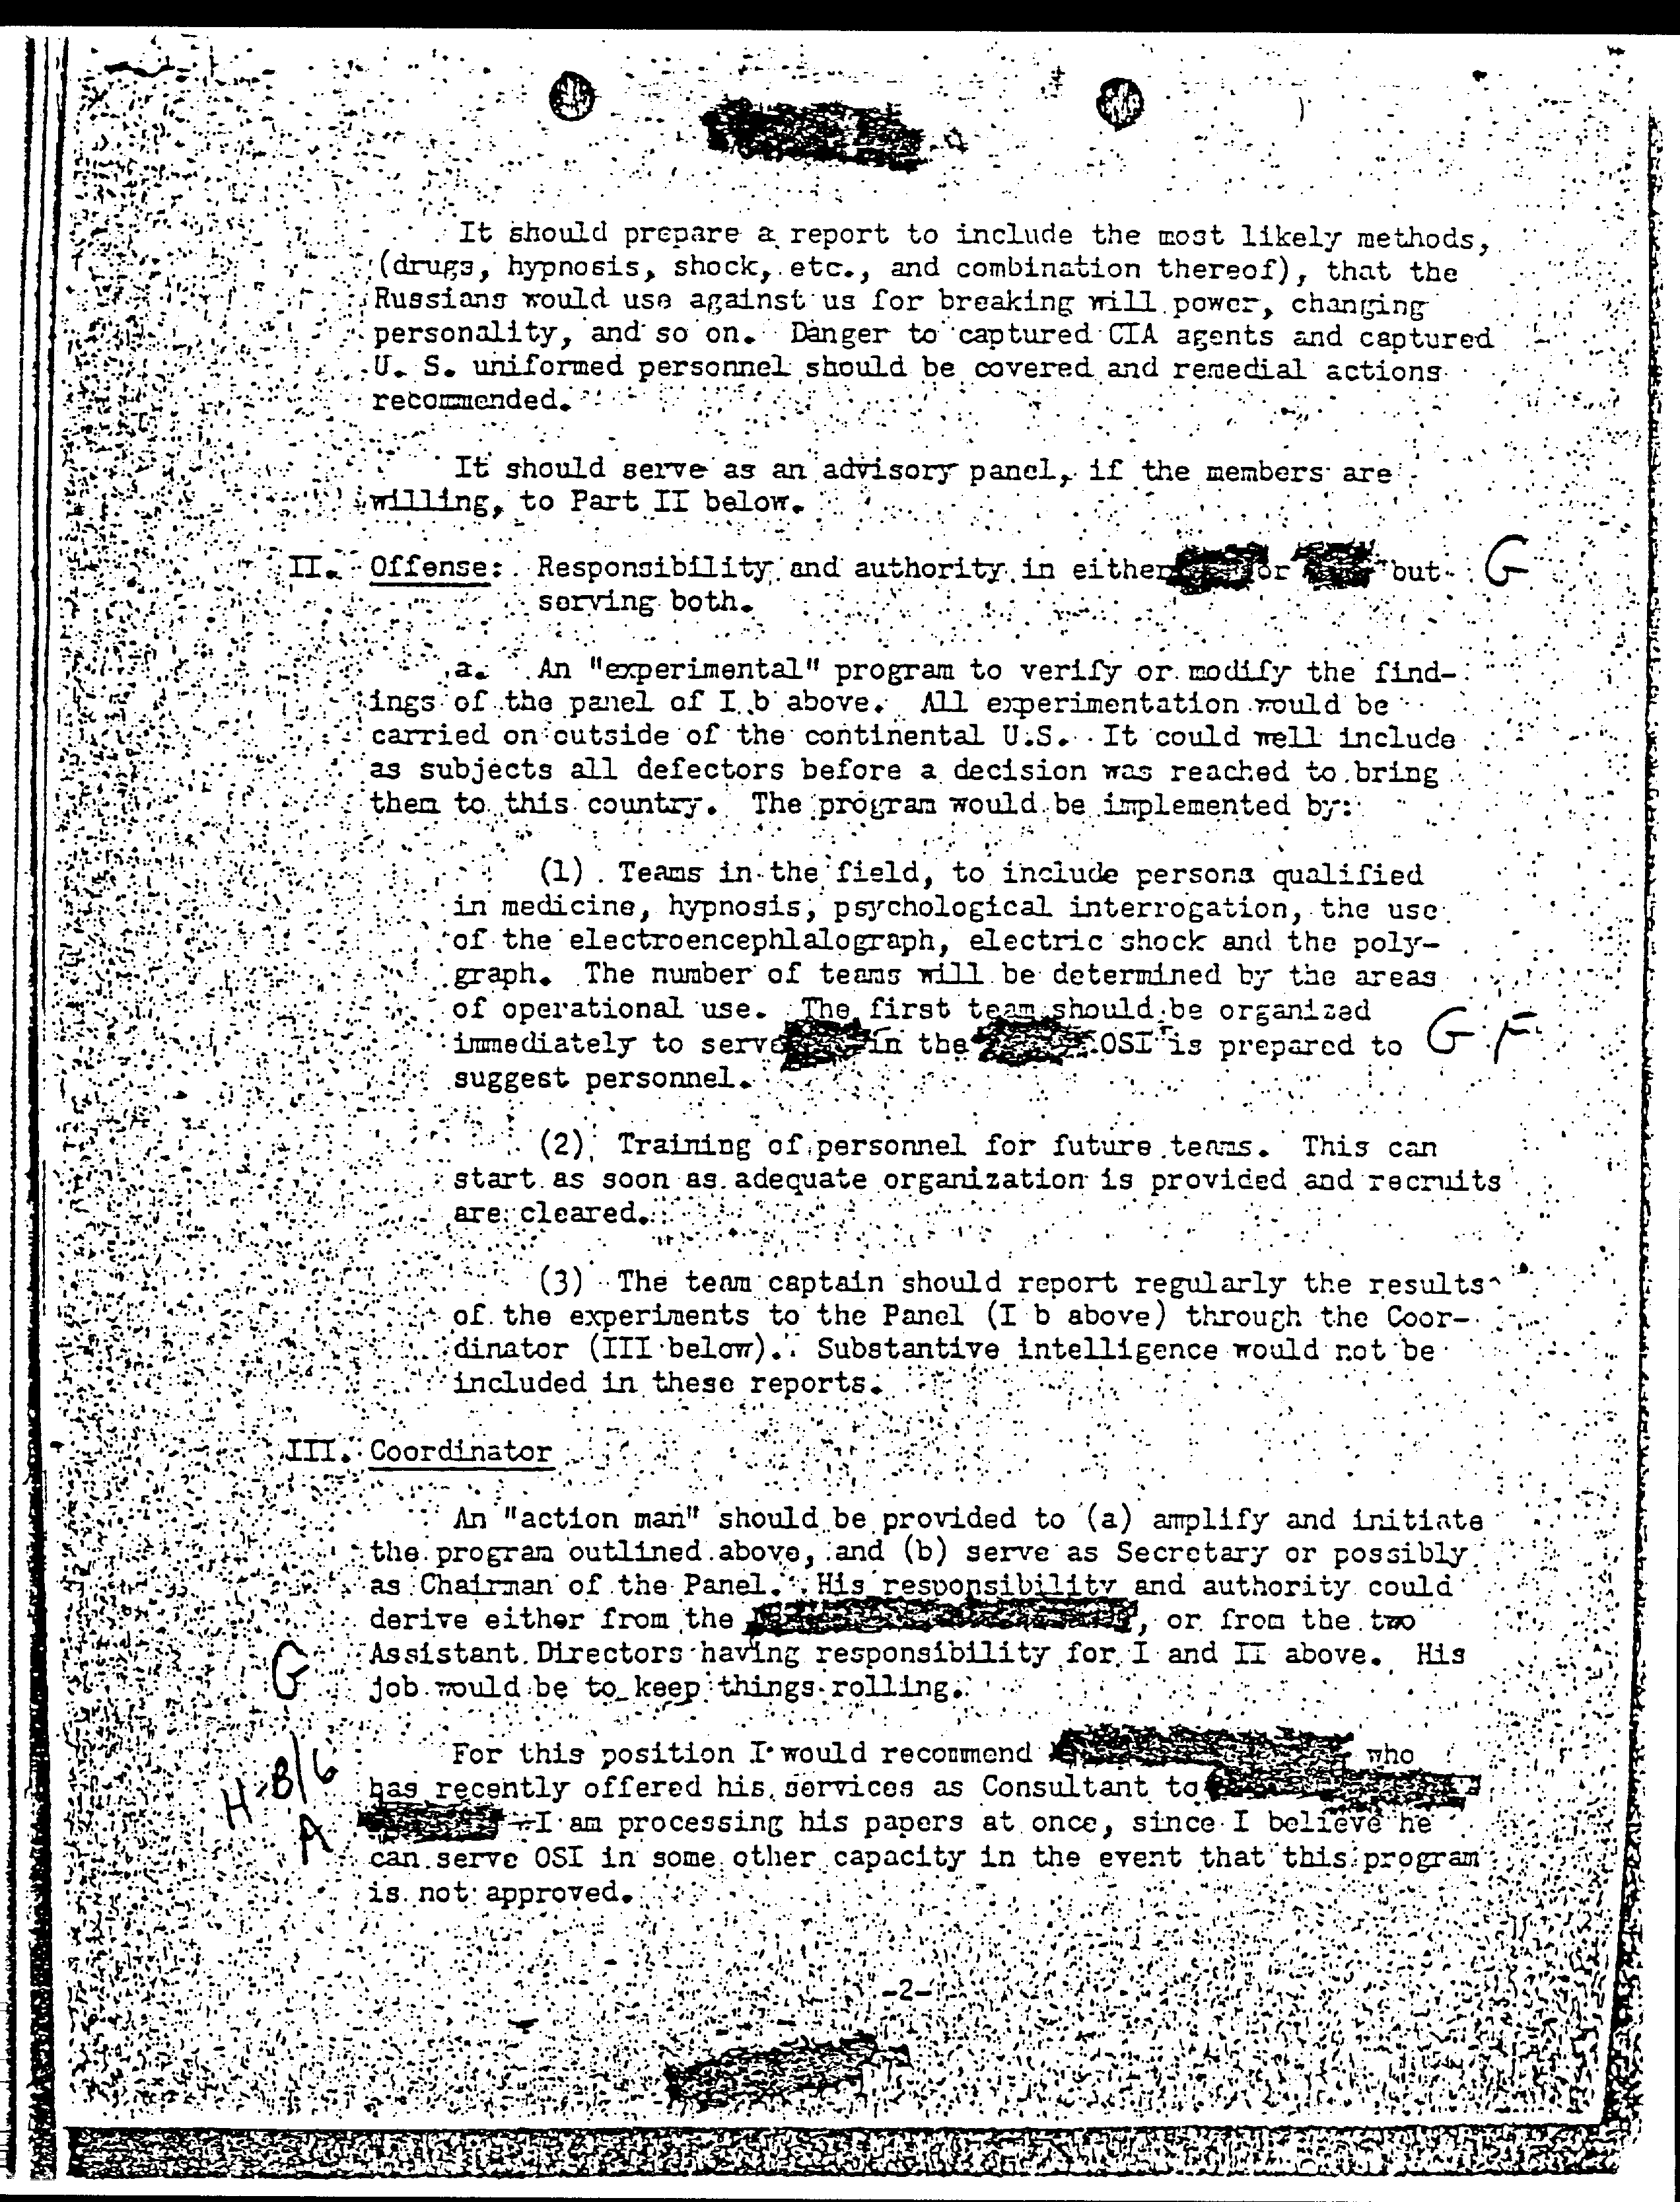 It should prepare a report to include the most likely methods,
(drugs, hypnosis, shock, etc., and combination thereof), that the
Russians would use against us for breaking will power, changing
personality, and so on. Danger to captured CIA agents and captured
U. S. uniformed personnel should be covered and remedial actions
recommended.
It should serve as an advisory panel, if the members are
willing, to Part II below.
II. Offense: Responsibility and authority in either or but G
serving both.
a. An "experimental" program to verify or modify the find-
ings of the panel of I b above. All experimentation would be
carried on outside of the continental U.S. It could well include
as subjects all defectors before a decision was reached to bring
them to this country. The program would be implemented by:
(1) Teams in the field, to include persons qualified
in medicine, hypnosis, psychological interrogation, the use
of the electroencephlalograph, electric shock and the poly-
graph. The number of teams will be determined by the areas
of operational use. The first team should be organized
immediately to serve in the OSI is prepared to G F
suggest personnel.
(2) Training of personnel for future teams. This can
start as soon as adequate organization is provided and recruits
are cleared.
(3) The team captain should report regularly the results
of the experiments to the Panel (I b above) through the Coor-
dinator (III below). Substantive intelligence would not be
included in these reports.
III. Coordinator
An "action man" should be provided to (a) amplify and initiate
the program outlined above, and (b) serve as Secretary or possibly
as Chairman of the Panel. His responsibility and authority could
derive either from the , or from the two
G Assistant Directors having responsibility for I and II above. His
job would be to keep things rolling.
For this position I would recommend who
H-B/6 has recently offered his services as Consultant to
A I am processing his papers at once, since I believe he
can serve OSI in some other capacity in the event that this program
is not approved.
-2-